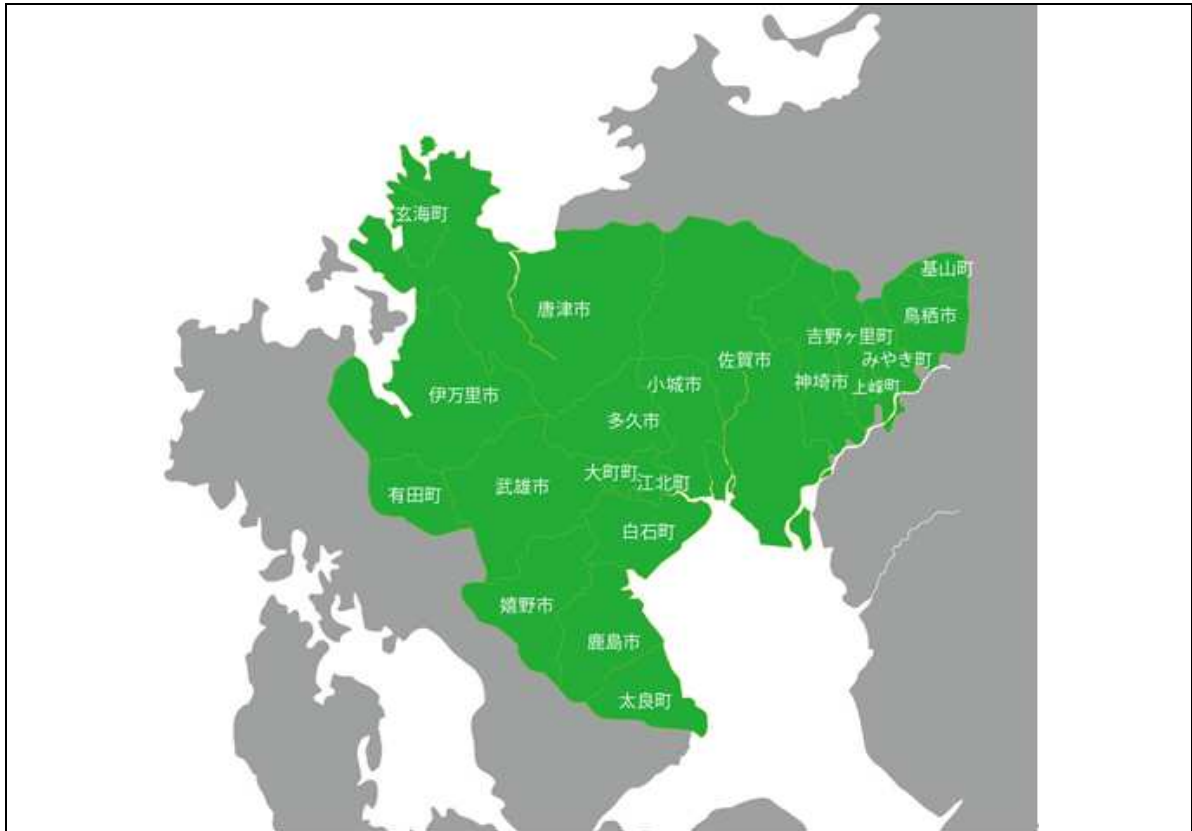 玄海町
基山町
唐津市
鳥栖市
吉野ヶ里町
みやき町
佐賀市
神埼市
上峰町
小城市
伊万里市
多久市
大町町
江北町
武雄市
有田町
白石町
嬉野市
鹿島市
太良町